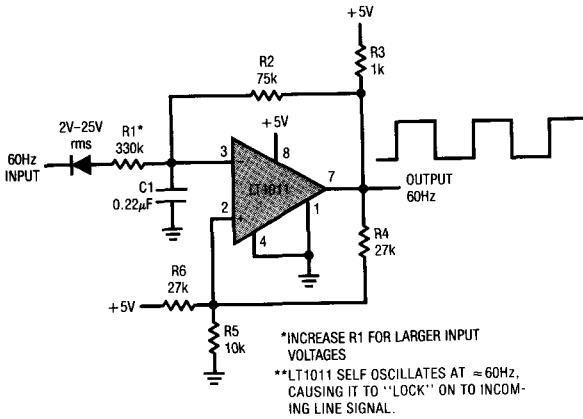 +5V
R3
1k
R2
75k
+5V
2V–25V
rms
R1*
330k
60Hz
INPUT
3
8
–
LT1011
7
OUTPUT
60Hz
C1
0.22µF
2
+
1
4
R4
27k
R6
27k
+5V
R5
10k
*INCREASE R1 FOR LARGER INPUT
VOLTAGES
**LT1011 SELF OSCILLATES AT ≈60Hz,
CAUSING IT TO "LOCK" ON TO INCOM-
ING LINE SIGNAL.